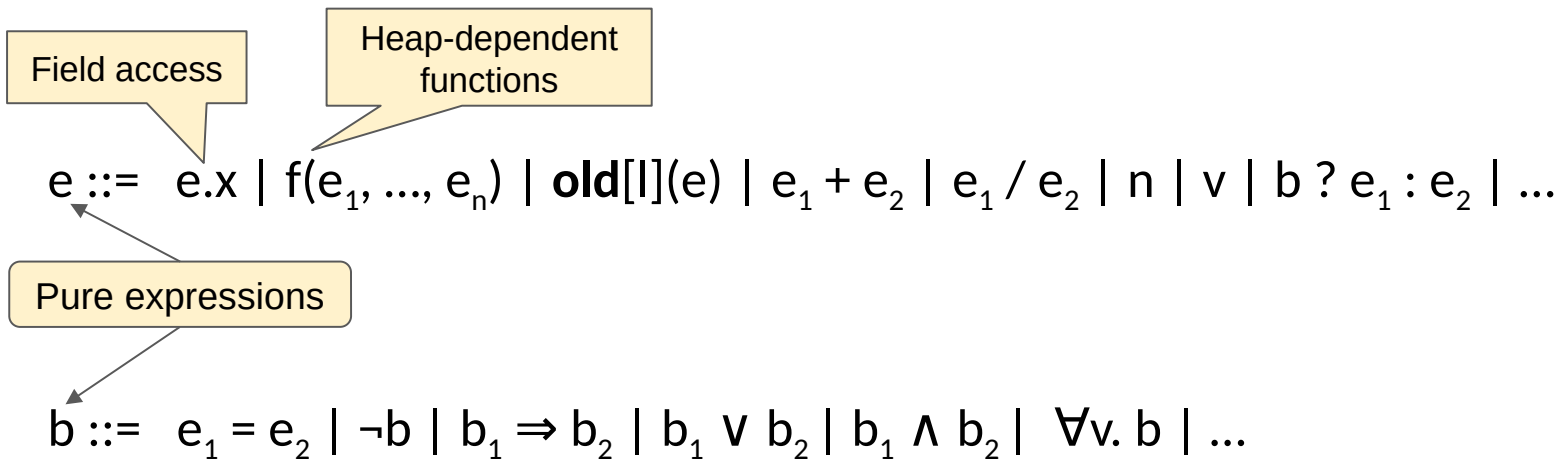 Heap-dependent
functions
Field access
e ::= e.x | f(e₁, ..., eₙ) | old[l](e) | e₁ + e₂ | e₁ / e₂ | n | v | b ? e₁ : e₂ | ...
Pure expressions
b ::= e₁ = e₂ | ¬b | b₁ ⇒ b₂ | b₁ ∨ b₂ | b₁ ∧ b₂ | ∀v. b | ...